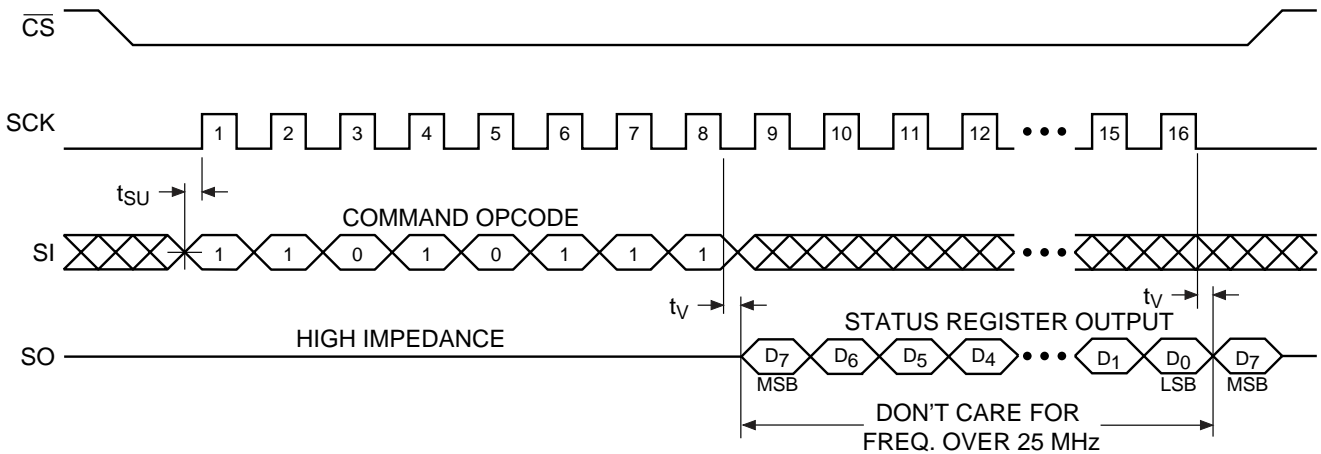 CS
SCK
1 2 3 4 5 6 7 8 9 10 11 12 ••• 15 16
tSU
COMMAND OPCODE
SI
1 1 0 1 0 1 1 1 •••
tV
tV
HIGH IMPEDANCE
STATUS REGISTER OUTPUT
SO
D7 D6 D5 D4 ••• D1 D0 D7
MSB LSB MSB
DON'T CARE FOR
FREQ. OVER 25 MHz